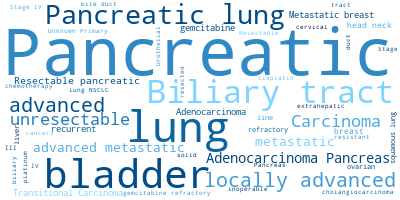 Stage IV
bile duct
tract
Pancreatic lung
Metastatic breast
Unknown Primary
gemcitabine
cervical
head neck
Urothelial
Resectable
duct
Stage
Pancreatic
Resectable pancreatic
Cisplatin
chemotherapy
lung NSCLC
resected
Biliary tract
advanced
Adenocarcinoma
line
extrahepatic
unresectable
lung
Carcinoma
cancers
recurrent
refractory
breast
resistant
lung squamous
liver
advanced metastatic
metastatic
III
solid
Adenocarcinoma Pancreas
biliary
platinum
IV
bladder
Pancreas
ovarian
locally advanced
Transitional Carcinoma
gemcitabine refractory
inoperable
cholangiocarcinoma